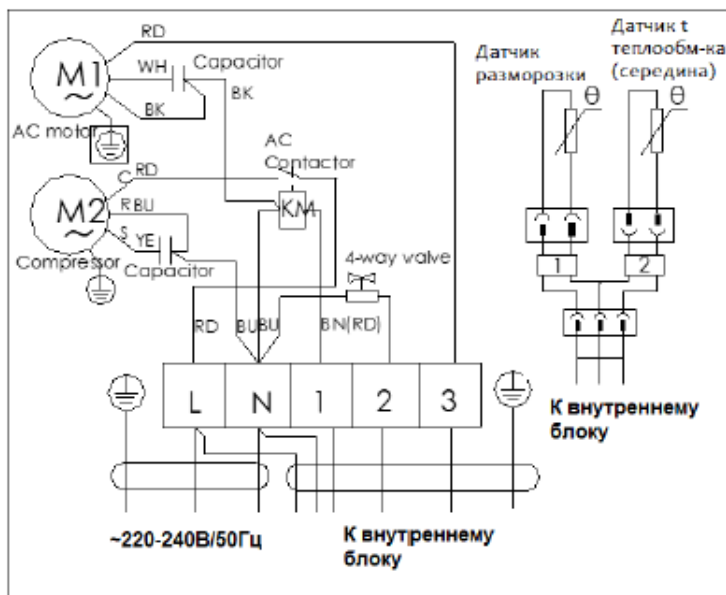 RD
M1
~
WH
Capacitor
BK
BK
AC motor
Датчик
разморозки
Датчик t
теплообм-ка
(середина)
θ
θ
AC
Contactor
C
RD
M2
~
R
BU
S
YE
KM
Compressor
Capacitor
4-way valve
1
2
RD
BU
BU
BN(RD)
L
N
1
2
3
К внутреннему
блоку
~220-240В/50Гц
К внутреннему
блоку